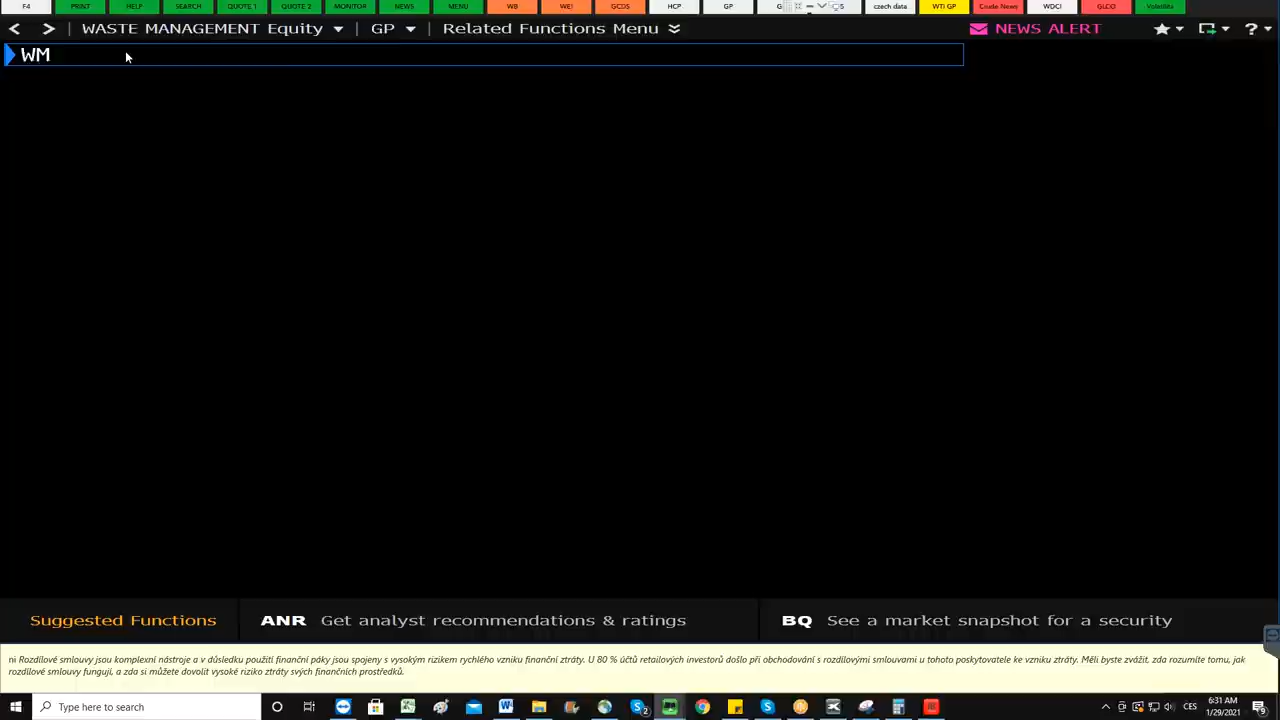 F4 PRINT HELP SEARCH QUOTE 1 QUOTE 2 MONITOR NEWS MENU WB WEI GCDS HCP GP czech data WTI GP Crude News WDCI GLCO Volatilita
WASTE MANAGEMENT Equity GP Related Functions Menu NEWS ALERT ?
WM
Suggested Functions ANR Get analyst recommendations & ratings BQ See a market snapshot for a security
ni Rozdílové smlouvy jsou komplexní nástroje a v důsledku použití finanční páky jsou spojeny s vysokým rizikem rychlého vzniku finanční ztráty. U 80 % účtů retailových investorů došlo při obchodování s rozdílovými smlouvami u tohoto poskytovatele ke vzniku ztráty. Měli byste zvážit, zda rozumíte tomu, jak
rozdílové smlouvy fungují, a zda si můžete dovolit vysoké riziko ztráty svých finančních prostředků.
Type here to search CES 6:31 AM
1/29/2021